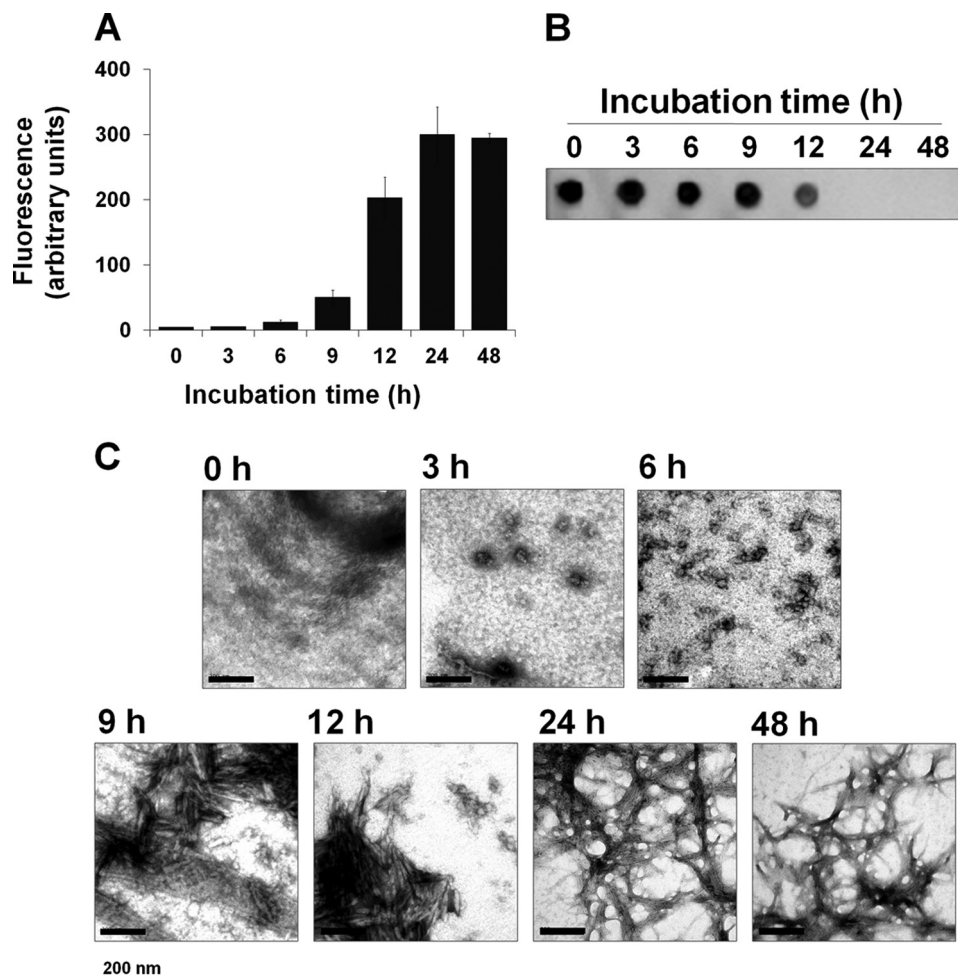 A
400
300
200
100
0
Fluorescence
(arbitrary units)
0 3 6 9 12 24 48
Incubation time (h)
B
Incubation time (h)
0 3 6 9 12 24 48
C
0 h 3 h 6 h
9 h 12 h 24 h 48 h
200 nm